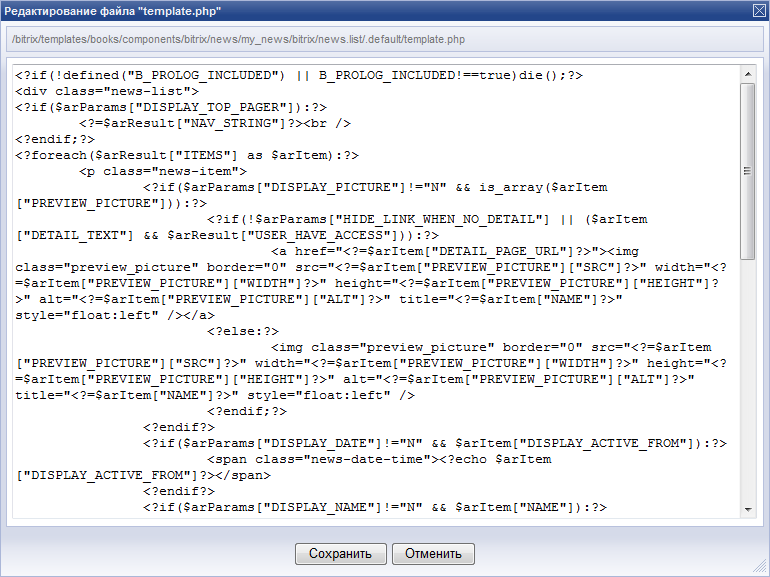 Редактирование файла "template.php"
/bitrix/templates/books/components/bitrix/news/my_news/bitrix/news.list/.default/template.php
<?if(!defined("B_PROLOG_INCLUDED") || B_PROLOG_INCLUDED!==true)die();?>
<div class="news-list">
<?if($arParams["DISPLAY_TOP_PAGER"]):?>
<?=$arResult["NAV_STRING"]?><br />
<?endif;?>
<?foreach($arResult["ITEMS"] as $arItem):?>
<p class="news-item">
<?if($arParams["DISPLAY_PICTURE"]!="N" && is_array($arItem
["PREVIEW_PICTURE"])):?>
<?if(!$arParams["HIDE_LINK_WHEN_NO_DETAIL"] || ($arItem
["DETAIL_TEXT"] && $arResult["USER_HAVE_ACCESS"])):?>
<a href="<?=$arItem["DETAIL_PAGE_URL"]?>"><img
class="preview_picture" border="0" src="<?=$arItem["PREVIEW_PICTURE"]["SRC"]?>" width="<?
=$arItem["PREVIEW_PICTURE"]["WIDTH"]?>" height="<?=$arItem["PREVIEW_PICTURE"]["HEIGHT"]?
>" alt="<?=$arItem["PREVIEW_PICTURE"]["ALT"]?>" title="<?=$arItem["NAME"]?>"
style="float:left" /></a>
<?else:?>
<img class="preview_picture" border="0" src="<?=$arItem
["PREVIEW_PICTURE"]["SRC"]?>" width="<?=$arItem["PREVIEW_PICTURE"]["WIDTH"]?>" height="<?
=$arItem["PREVIEW_PICTURE"]["HEIGHT"]?>" alt="<?=$arItem["PREVIEW_PICTURE"]["ALT"]?>"
title="<?=$arItem["NAME"]?>" style="float:left" />
<?endif;?>
<?endif?>
<?if($arParams["DISPLAY_DATE"]!="N" && $arItem["DISPLAY_ACTIVE_FROM"]):?>
<span class="news-date-time"><?echo $arItem
["DISPLAY_ACTIVE_FROM"]?></span>
<?endif?>
<?if($arParams["DISPLAY_NAME"]!="N" && $arItem["NAME"]):?>
Сохранить Отменить